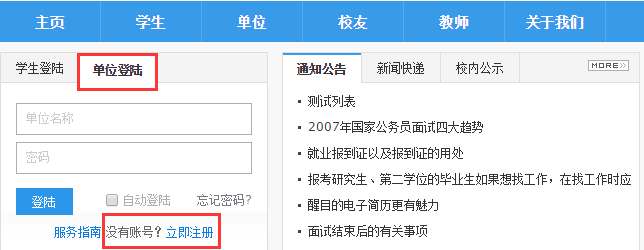 主页 学生 单位 校友 教师 关于我们
学生登陆 单位登陆
单位名称
密码
登陆 自动登陆 忘记密码?
服务指南 没有账号? 立即注册
通知公告 新闻快递 校内公示 MORE
测试列表
2007年国家公务员面试四大趋势
就业报到证以及报到证的用处
报考研究生、第二学位的毕业生如果想找工作，在找工作时应
醒目的电子简历更有魅力
面试结束后的有关事项